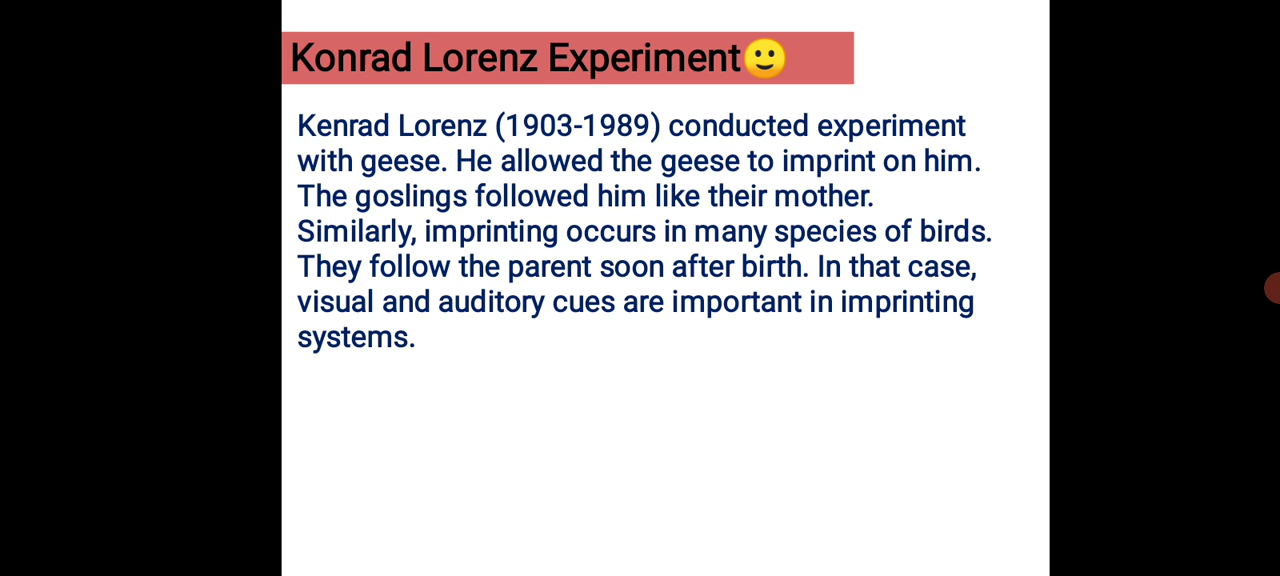 Konrad Lorenz Experiment🙂
Kenrad Lorenz (1903-1989) conducted experiment
with geese. He allowed the geese to imprint on him.
The goslings followed him like their mother.
Similarly, imprinting occurs in many species of birds.
They follow the parent soon after birth. In that case,
visual and auditory cues are important in imprinting
systems.